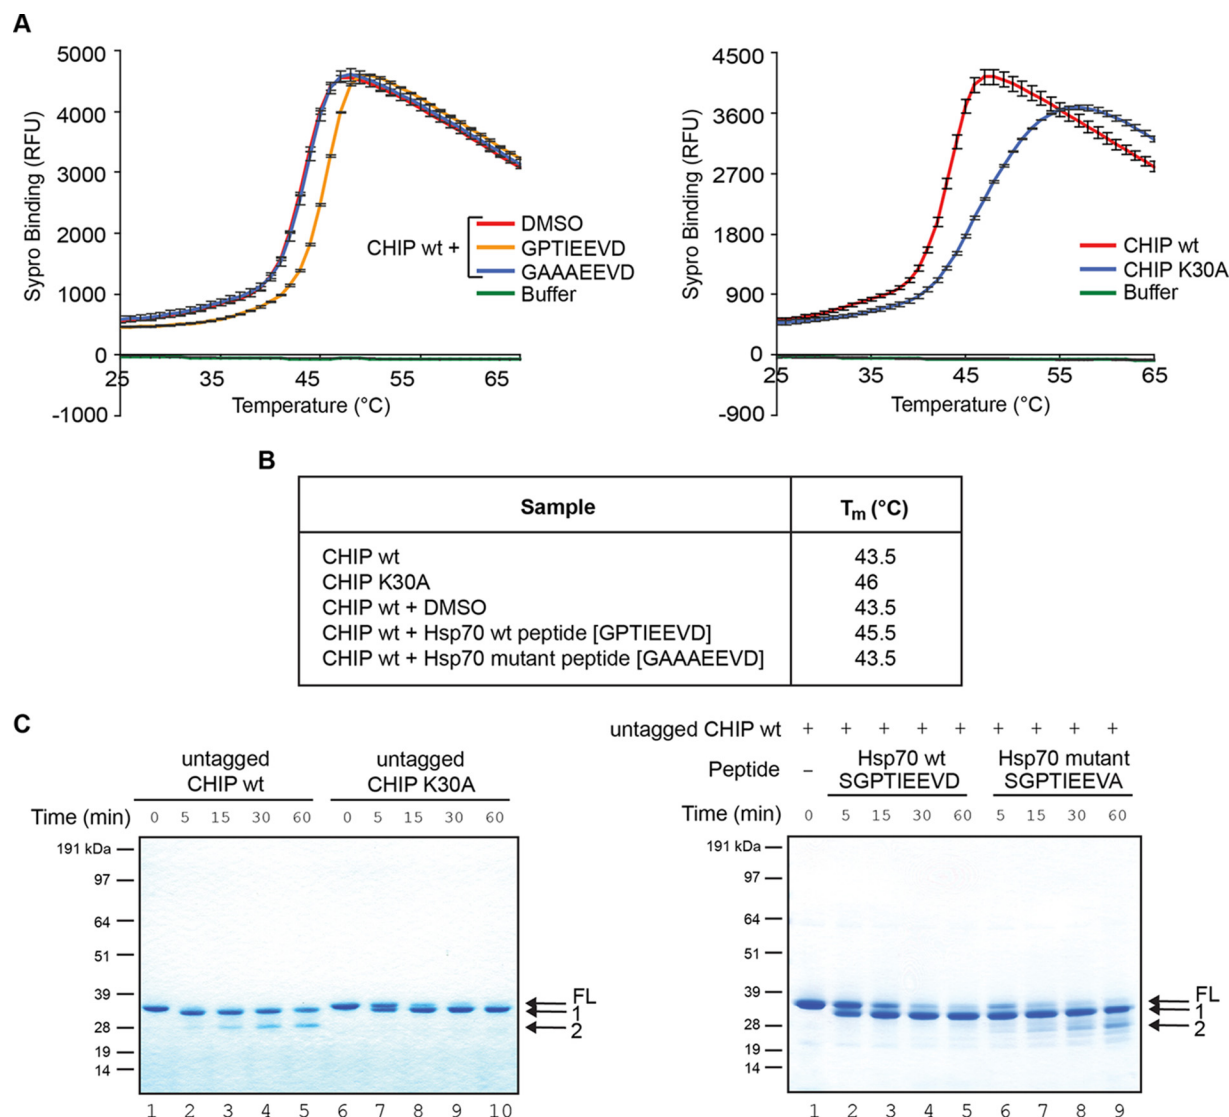 A
5000
4000
3000
2000
1000
0
-1000
Sypro Binding (RFU)
25 35 45 55 65
Temperature (°C)
CHIP wt +
DMSO
GPTIEEVD
GAAAEEVD
Buffer
4500
3600
2700
1800
900
0
-900
Sypro Binding (RFU)
25 35 45 55 65
Temperature (°C)
CHIP wt
CHIP K30A
Buffer
B
Sample Tm (°C)
CHIP wt 43.5
CHIP K30A 46
CHIP wt + DMSO 43.5
CHIP wt + Hsp70 wt peptide [GPTIEEVD] 45.5
CHIP wt + Hsp70 mutant peptide [GAAAEEVD] 43.5
C
untagged
CHIP wt
untagged
CHIP K30A
Time (min) 0 5 15 30 60 0 5 15 30 60
191 kDa
97
64
51
39
28
19
14
FL
1
2
1 2 3 4 5 6 7 8 9 10
untagged CHIP wt + + + + + + + + +
Peptide –
Hsp70 wt
SGPTIEEVD
Hsp70 mutant
SGPTIEEVA
Time (min) 0 5 15 30 60 5 15 30 60
191 kDa
97
64
51
39
28
19
14
FL
1
2
1 2 3 4 5 6 7 8 9